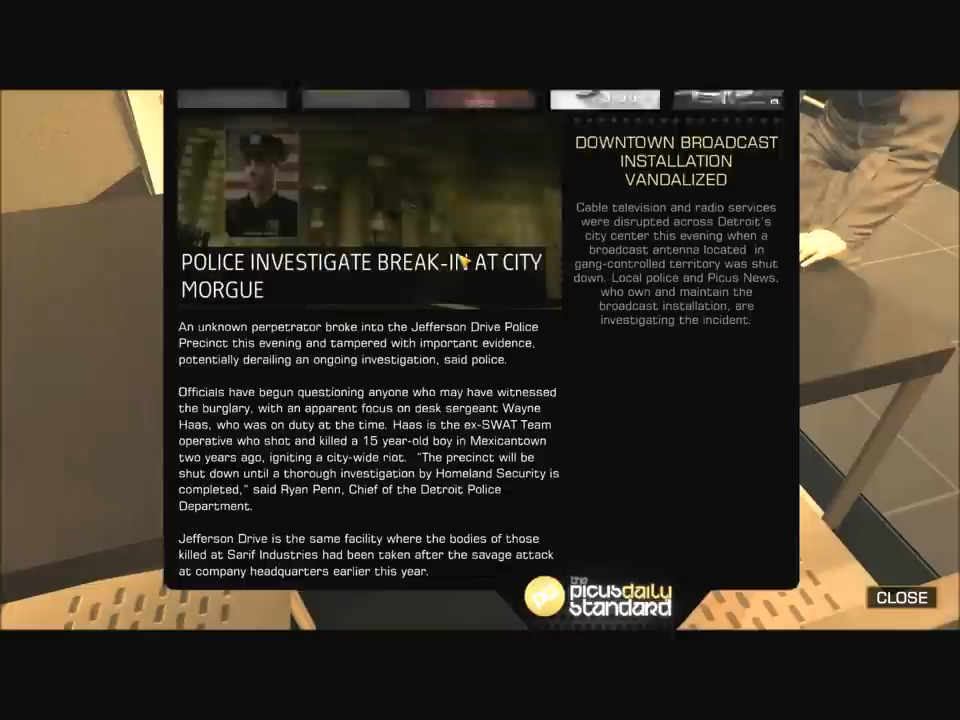 POLICE INVESTIGATE BREAK-IN AT CITY
MORGUE
An unknown perpetrator broke into the Jefferson Drive Police
Precinct this evening and tampered with important evidence,
potentially derailing an ongoing investigation, said police.
Officials have begun questioning anyone who may have witnessed
the burglary, with an apparent focus on desk sergeant Wayne
Haas, who was on duty at the time. Haas is the ex-SWAT Team
operative who shot and killed a 15 year-old boy in Mexicantown
two years ago, igniting a city-wide riot. "The precinct will be
shut down until a thorough investigation by Homeland Security is
completed," said Ryan Penn, Chief of the Detroit Police
Department.
Jefferson Drive is the same facility where the bodies of those
killed at Sarif Industries had been taken after the savage attack
at company headquarters earlier this year.
DOWNTOWN BROADCAST
INSTALLATION
VANDALIZED
Cable television and radio services
were disrupted across Detroit's
city center this evening when a
broadcast antenna located in
gang-controlled territory was shut
down. Local police and Picus News,
who own and maintain the
broadcast installation, are
investigating the incident.
the
picusdaily
standard
CLOSE